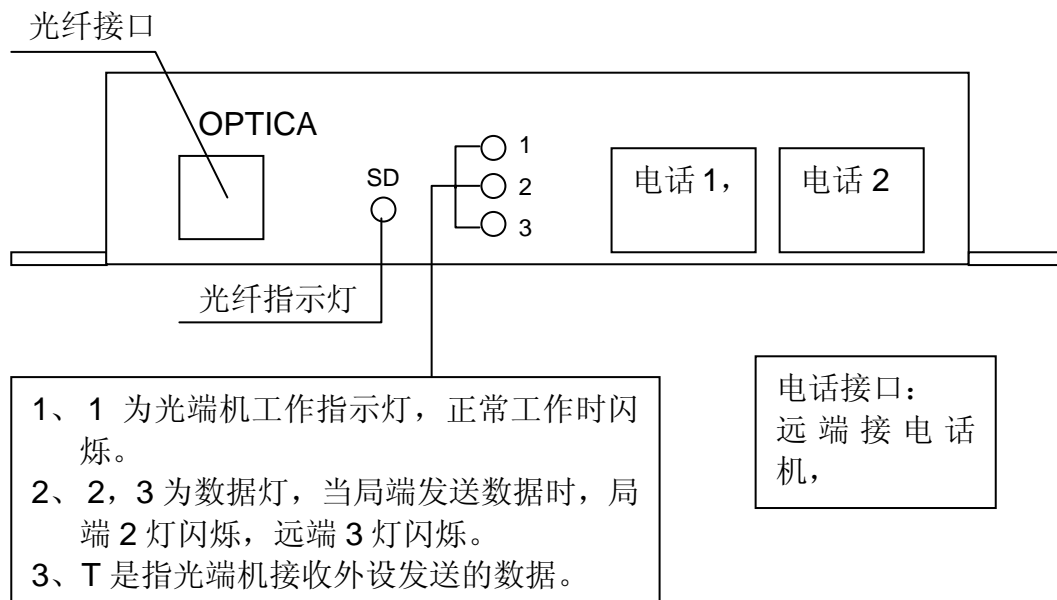 光纤接口
OPTICA
SD
1
2
3
电话 1，
电话 2
光纤指示灯
1、1 为光端机工作指示灯，正常工作时闪
烁。
2、2，3 为数据灯，当局端发送数据时，局
端 2 灯闪烁，远端 3 灯闪烁。
3、T 是指光端机接收外设发送的数据。
电话接口：
远端接电话
机，